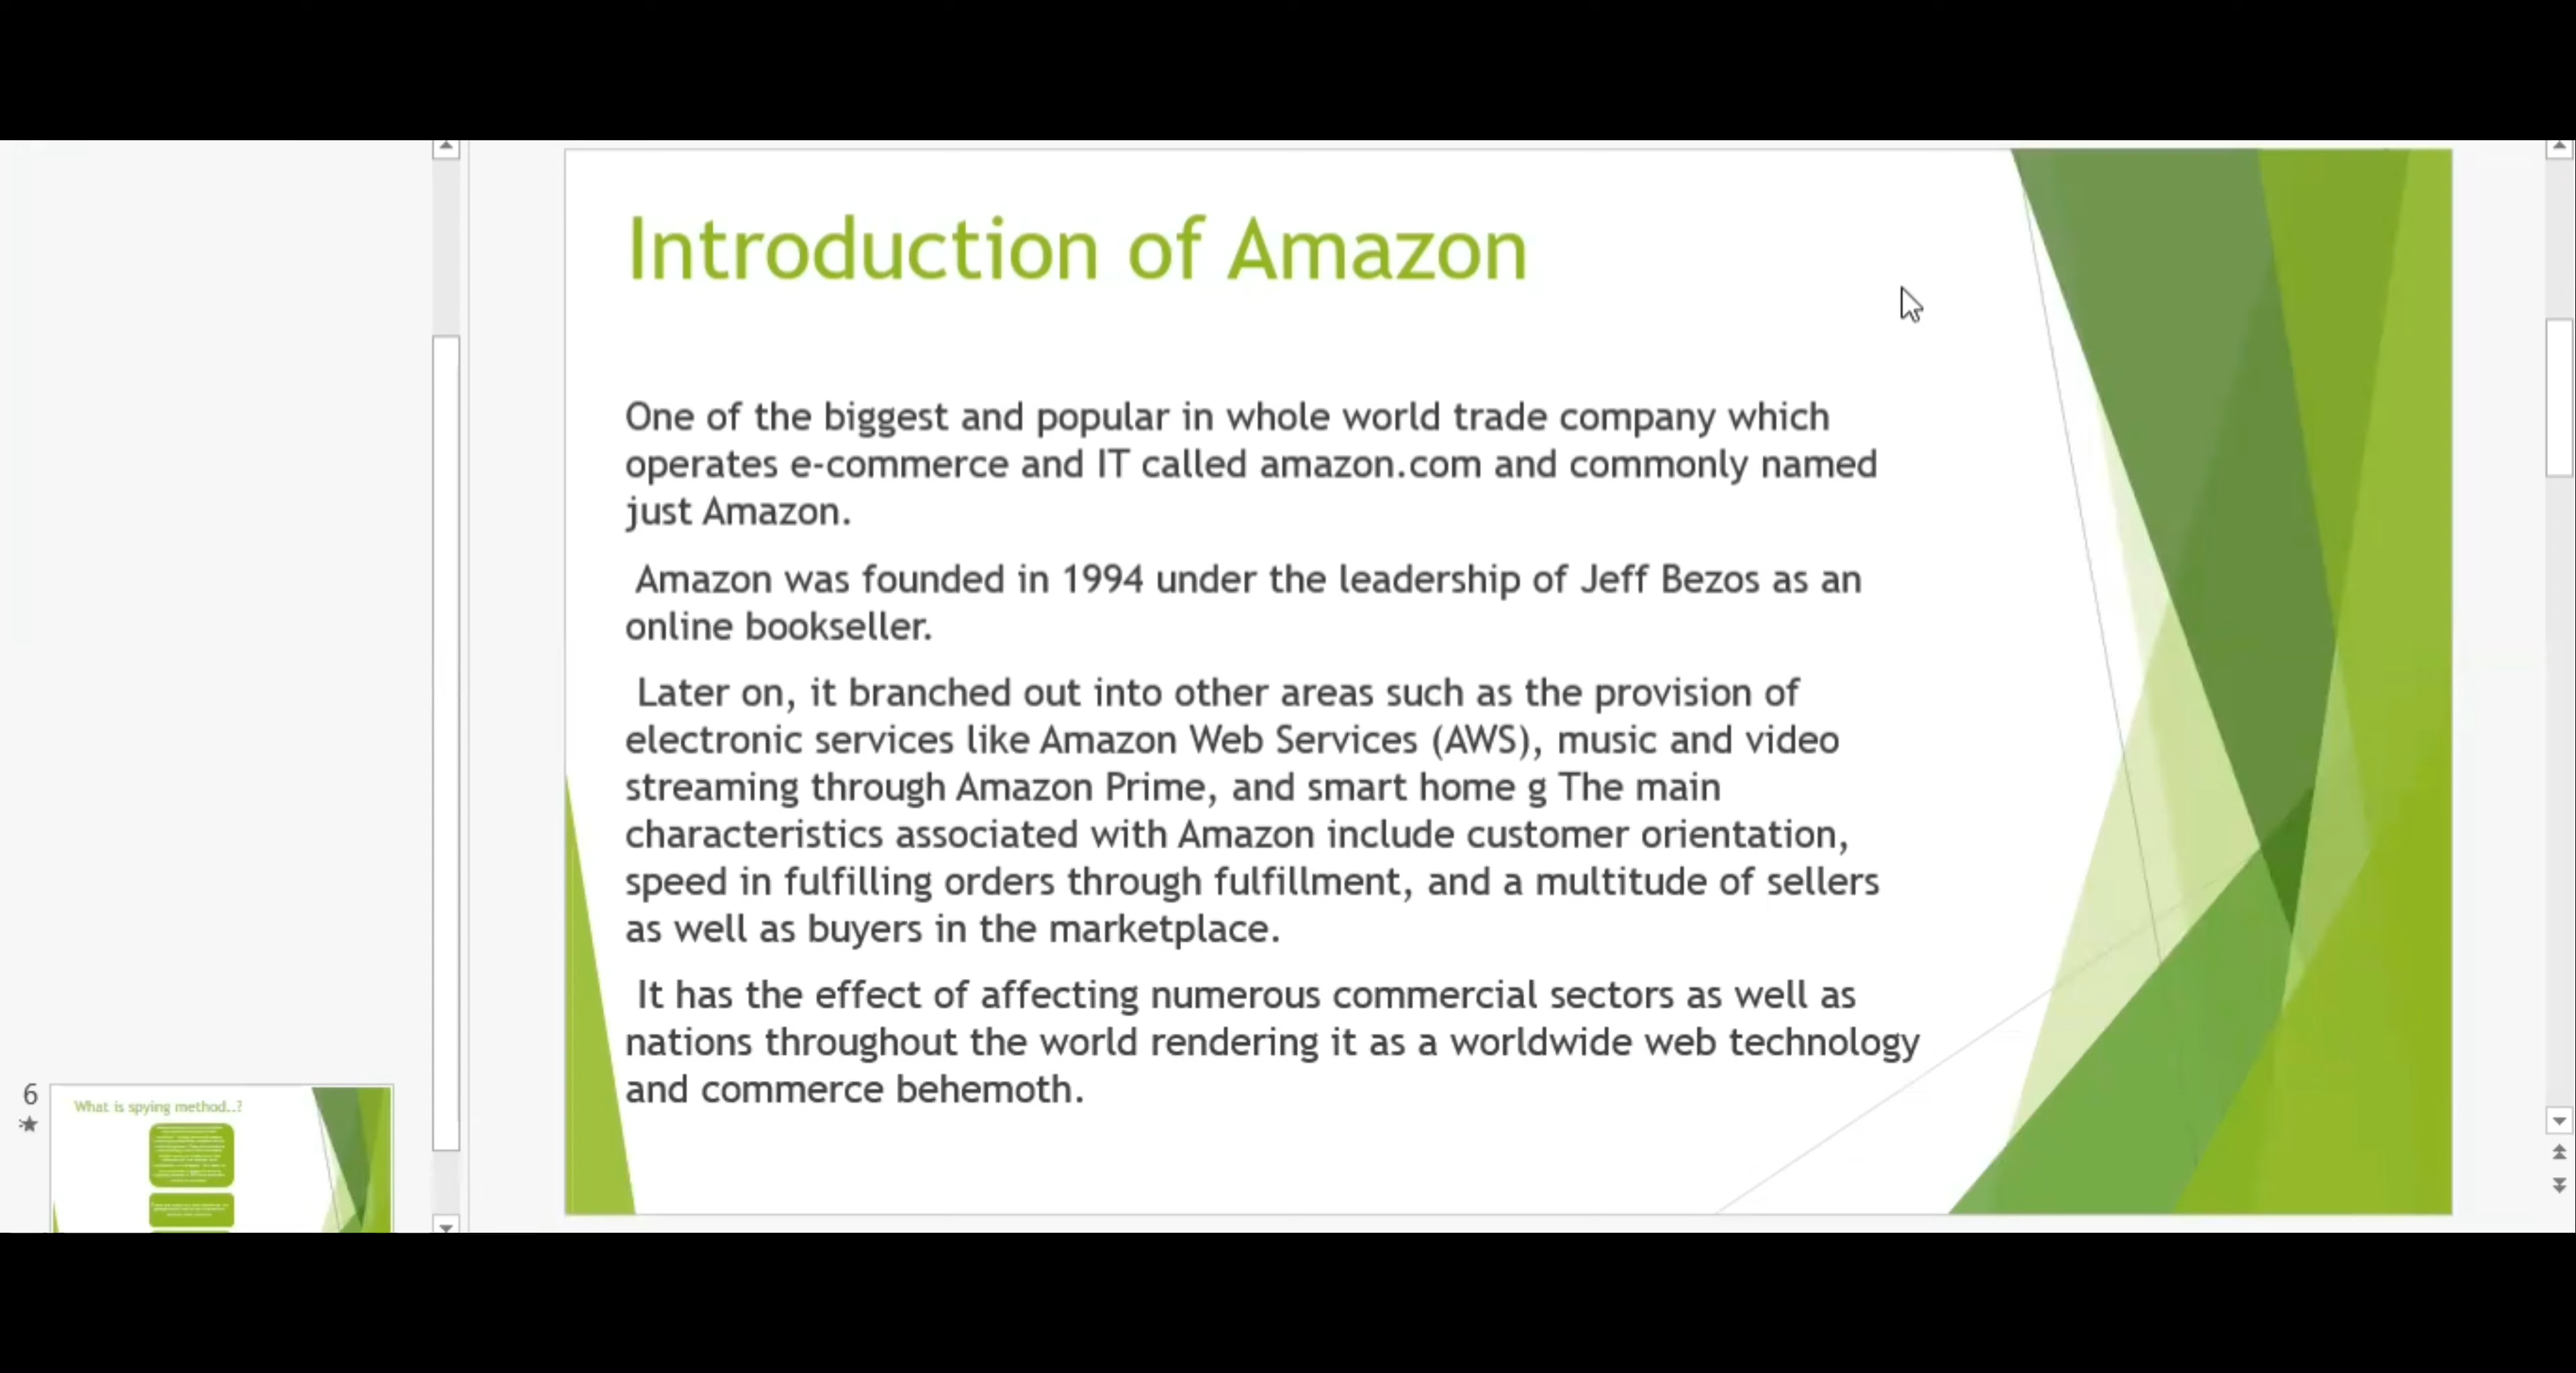 Introduction of Amazon
One of the biggest and popular in whole world trade company which
operates e-commerce and IT called amazon.com and commonly named
just Amazon.
Amazon was founded in 1994 under the leadership of Jeff Bezos as an
online bookseller.
Later on, it branched out into other areas such as the provision of
electronic services like Amazon Web Services (AWS), music and video
streaming through Amazon Prime, and smart home g The main
characteristics associated with Amazon include customer orientation,
speed in fulfilling orders through fulfillment, and a multitude of sellers
as well as buyers in the marketplace.
It has the effect of affecting numerous commercial sectors as well as
nations throughout the world rendering it as a worldwide web technology
and commerce behemoth.
6
What is spying method..?